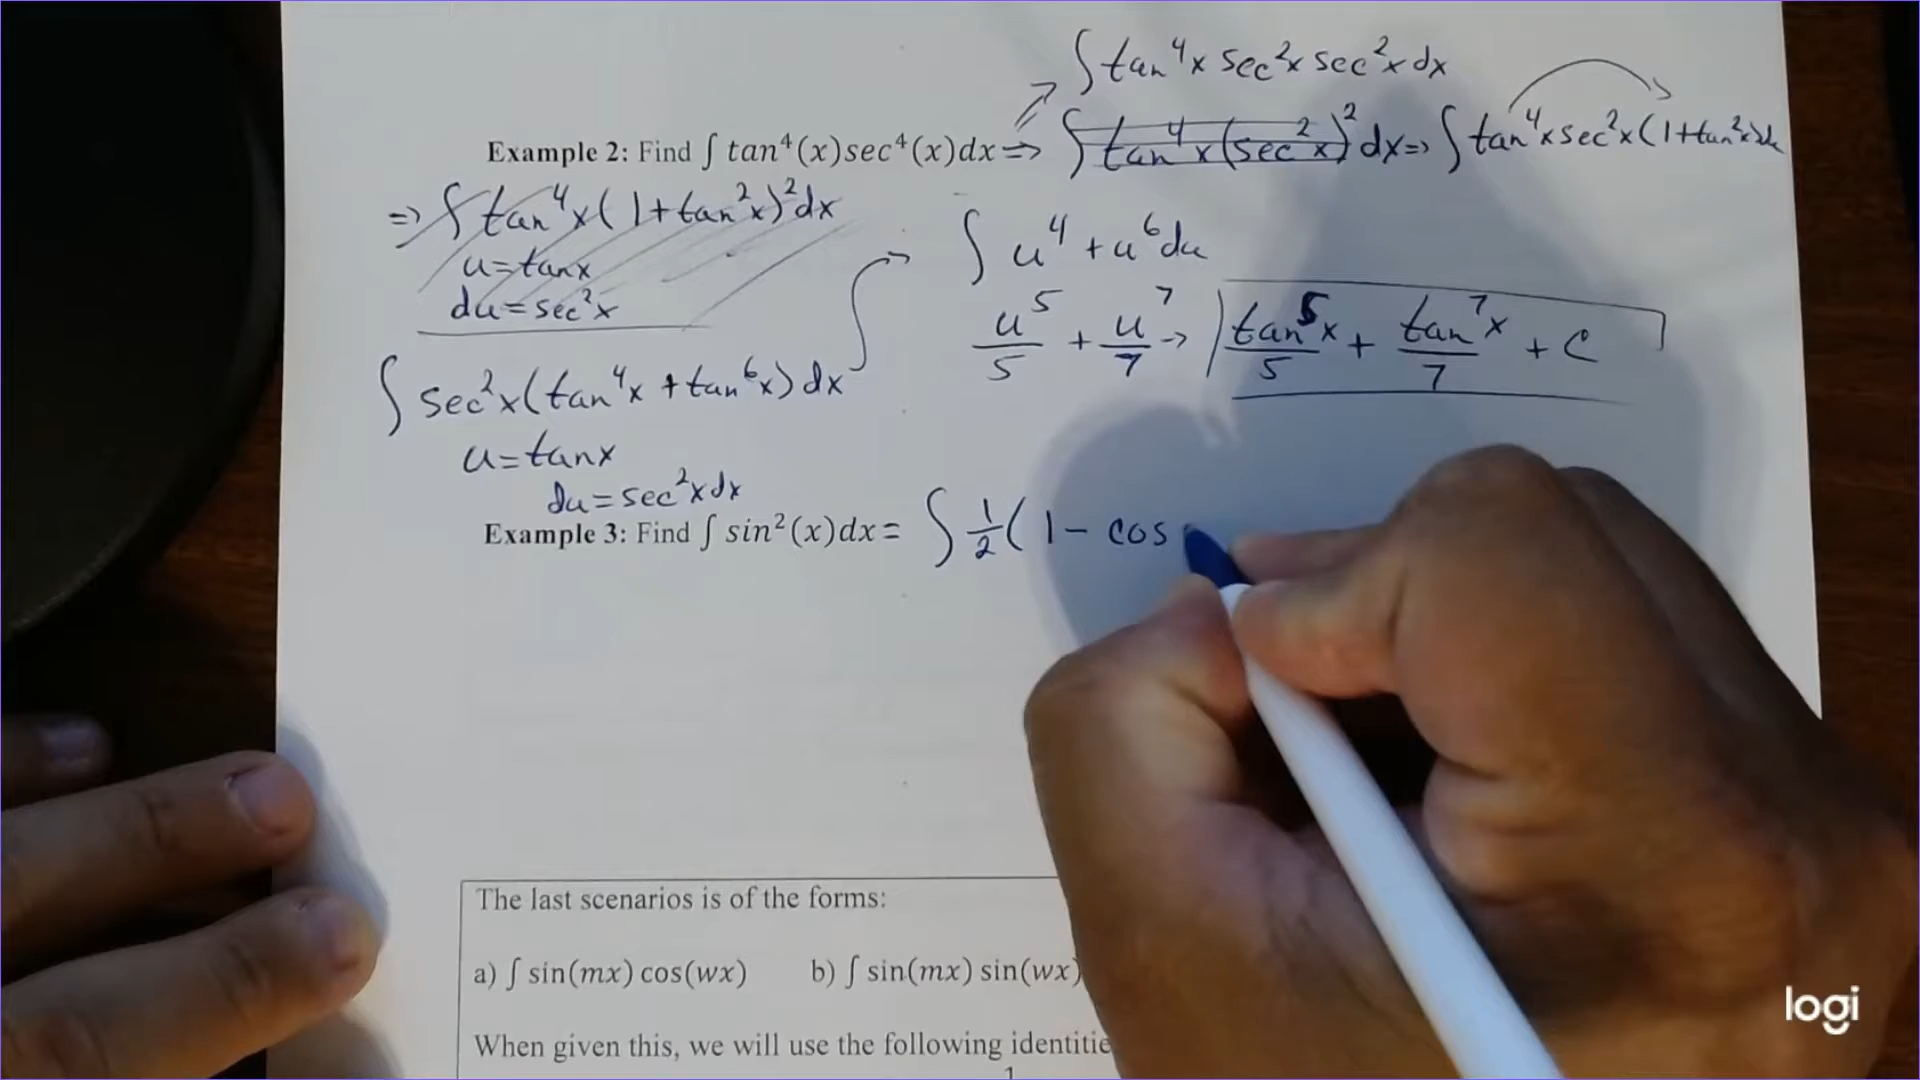 ∫tan⁴x sec²x sec²x dx
Example 2: Find ∫ tan⁴(x)sec⁴(x)dx ⇒ ∫tan⁴x(sec²x)²dx ⇒ ∫tan⁴x sec²x(1+tan²x)dx
⇒ ∫tan⁴x(1+tan²x)²dx
u=tanx
du=sec²x
∫u⁴+u⁶du
u⁵/5 + u⁷/7 → tan⁵x/5 + tan⁷x/7 + C
∫sec²x(tan⁴x+tan⁶x)dx
u=tanx
du=sec²xdx
Example 3: Find ∫ sin²(x)dx = ∫½(1-cos
The last scenarios is of the forms:
a) ∫ sin(mx) cos(wx) b) ∫ sin(mx) sin(wx)
When given this, we will use the following identitie
1
logi